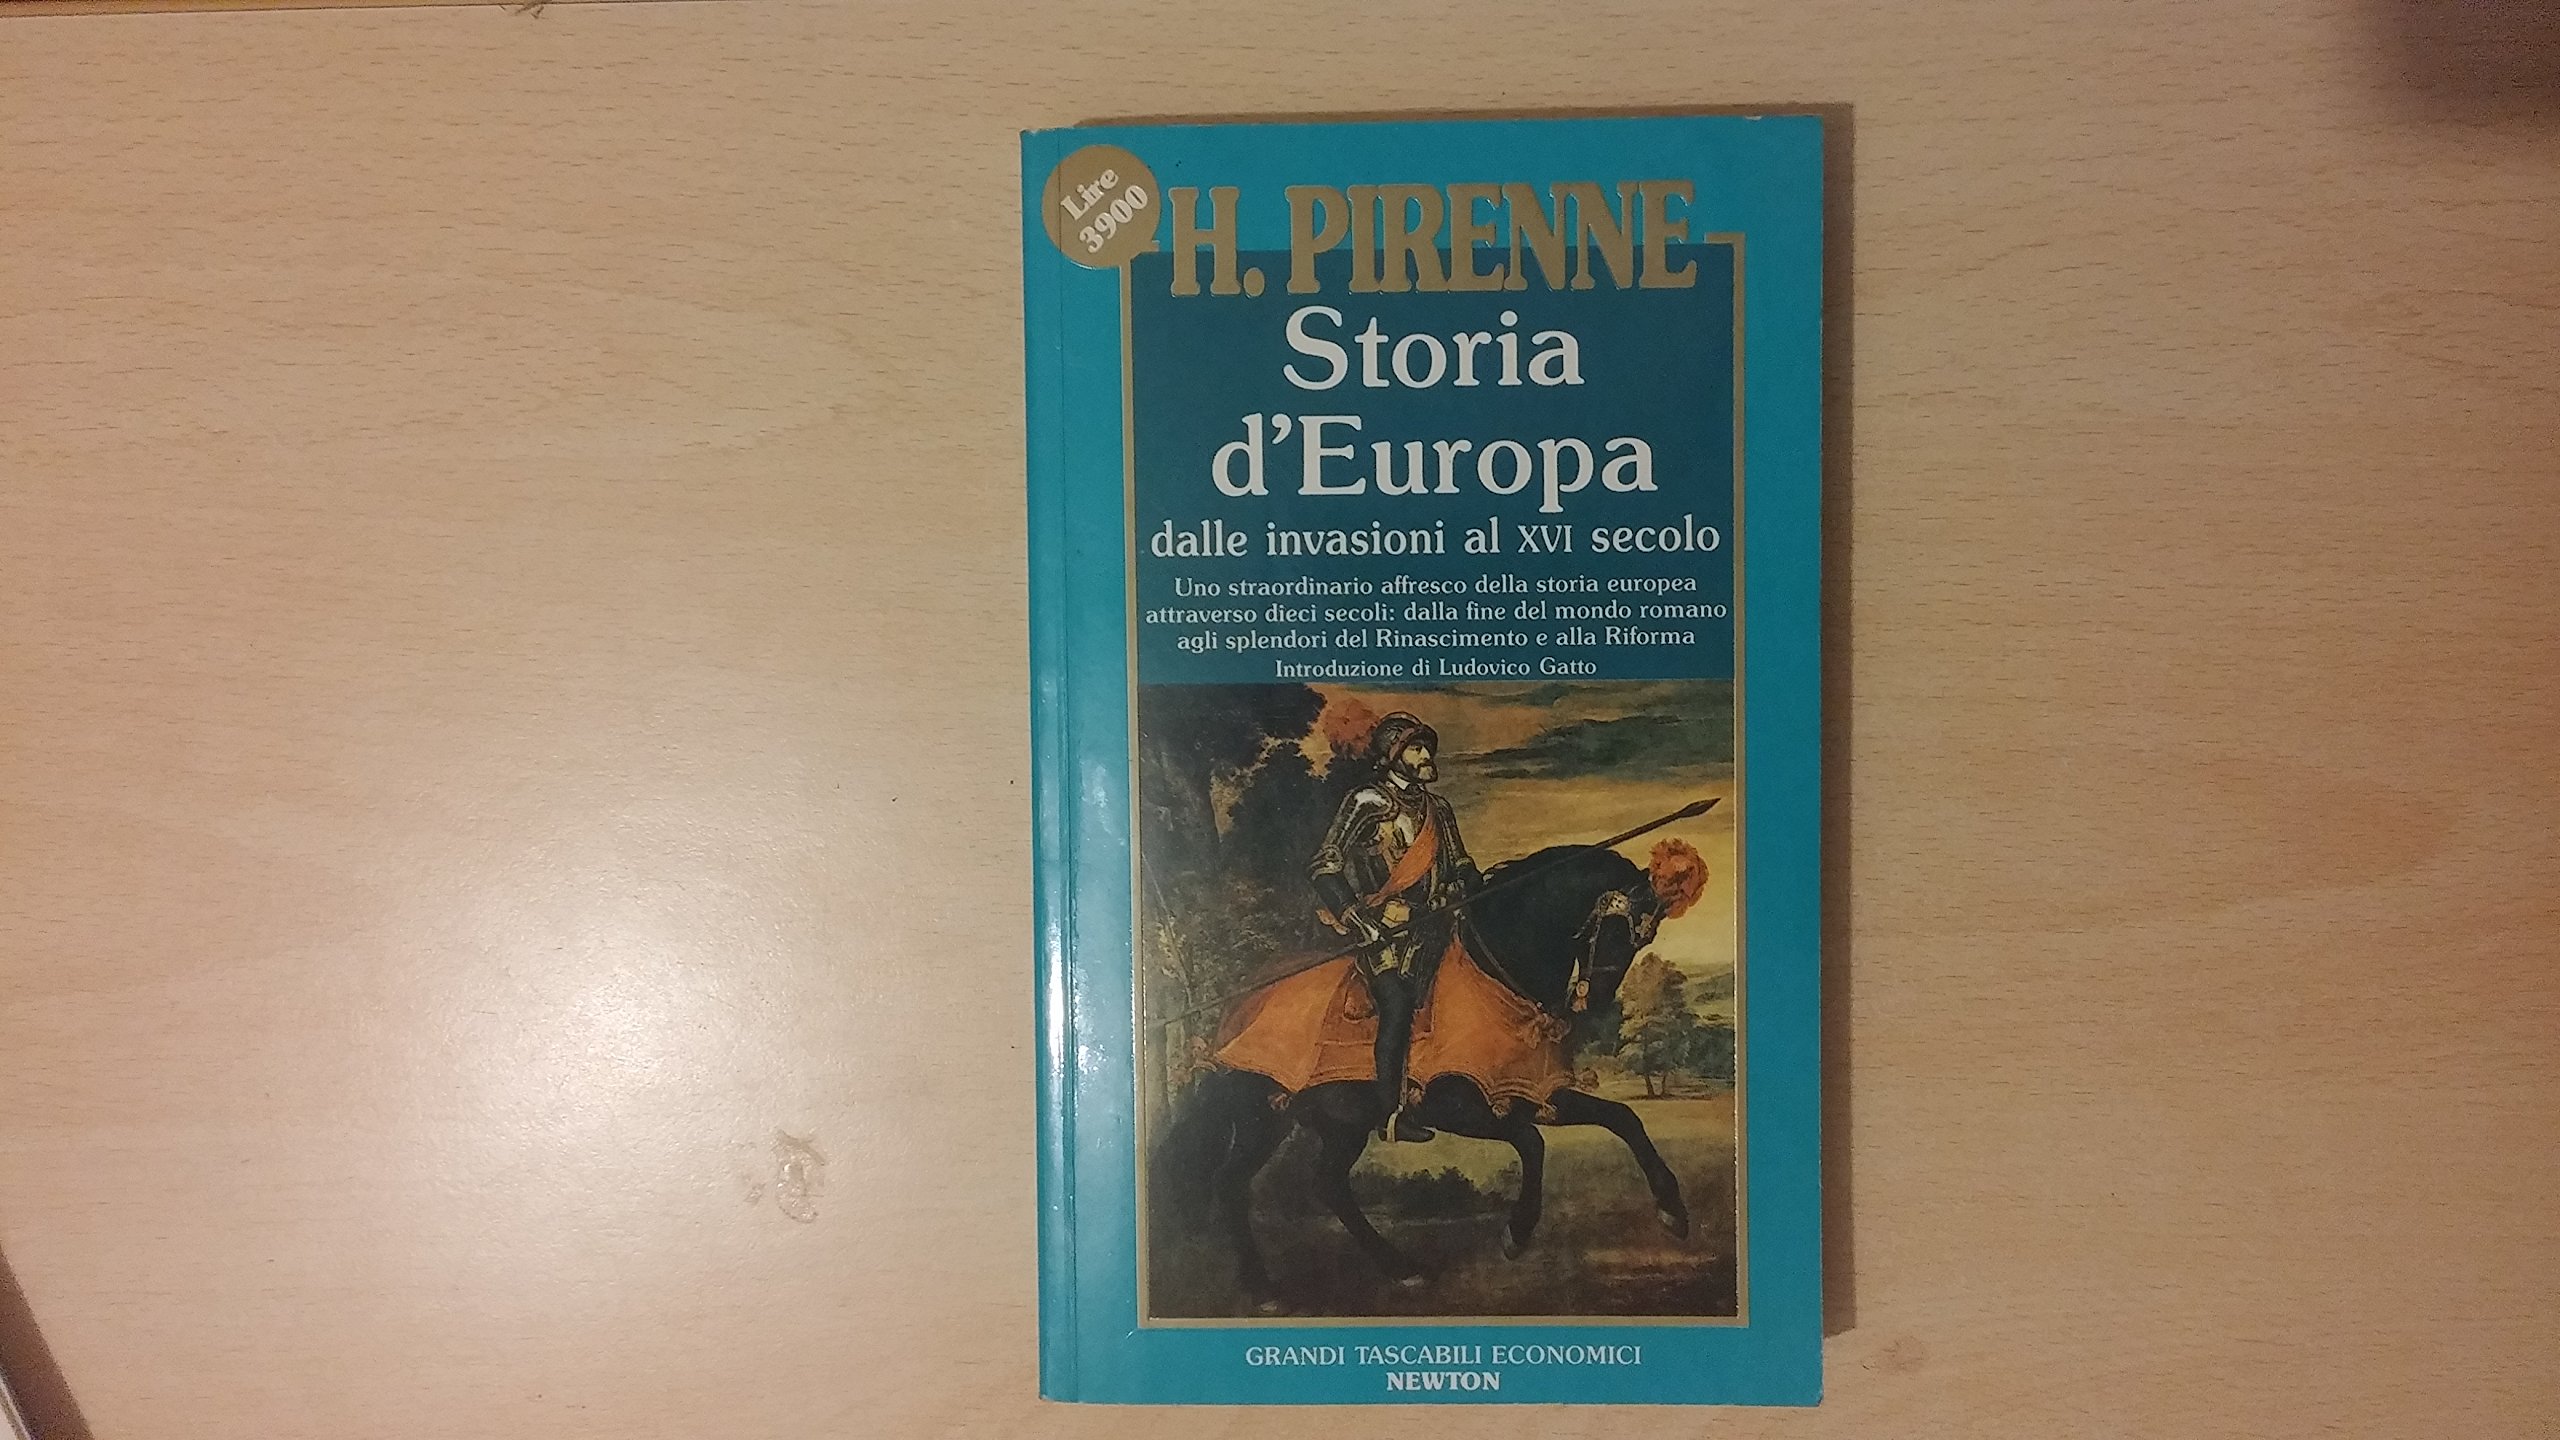 Lire
3900
H. PIRENNE
Storia
d'Europa
dalle invasioni al XVI secolo
Uno straordinario affresco della storia europea
attraverso dieci secoli: dalla fine del mondo romano
agli splendori del Rinascimento e alla Riforma
Introduzione di Ludovico Gatto
GRANDI TASCABILI ECONOMICI
NEWTON